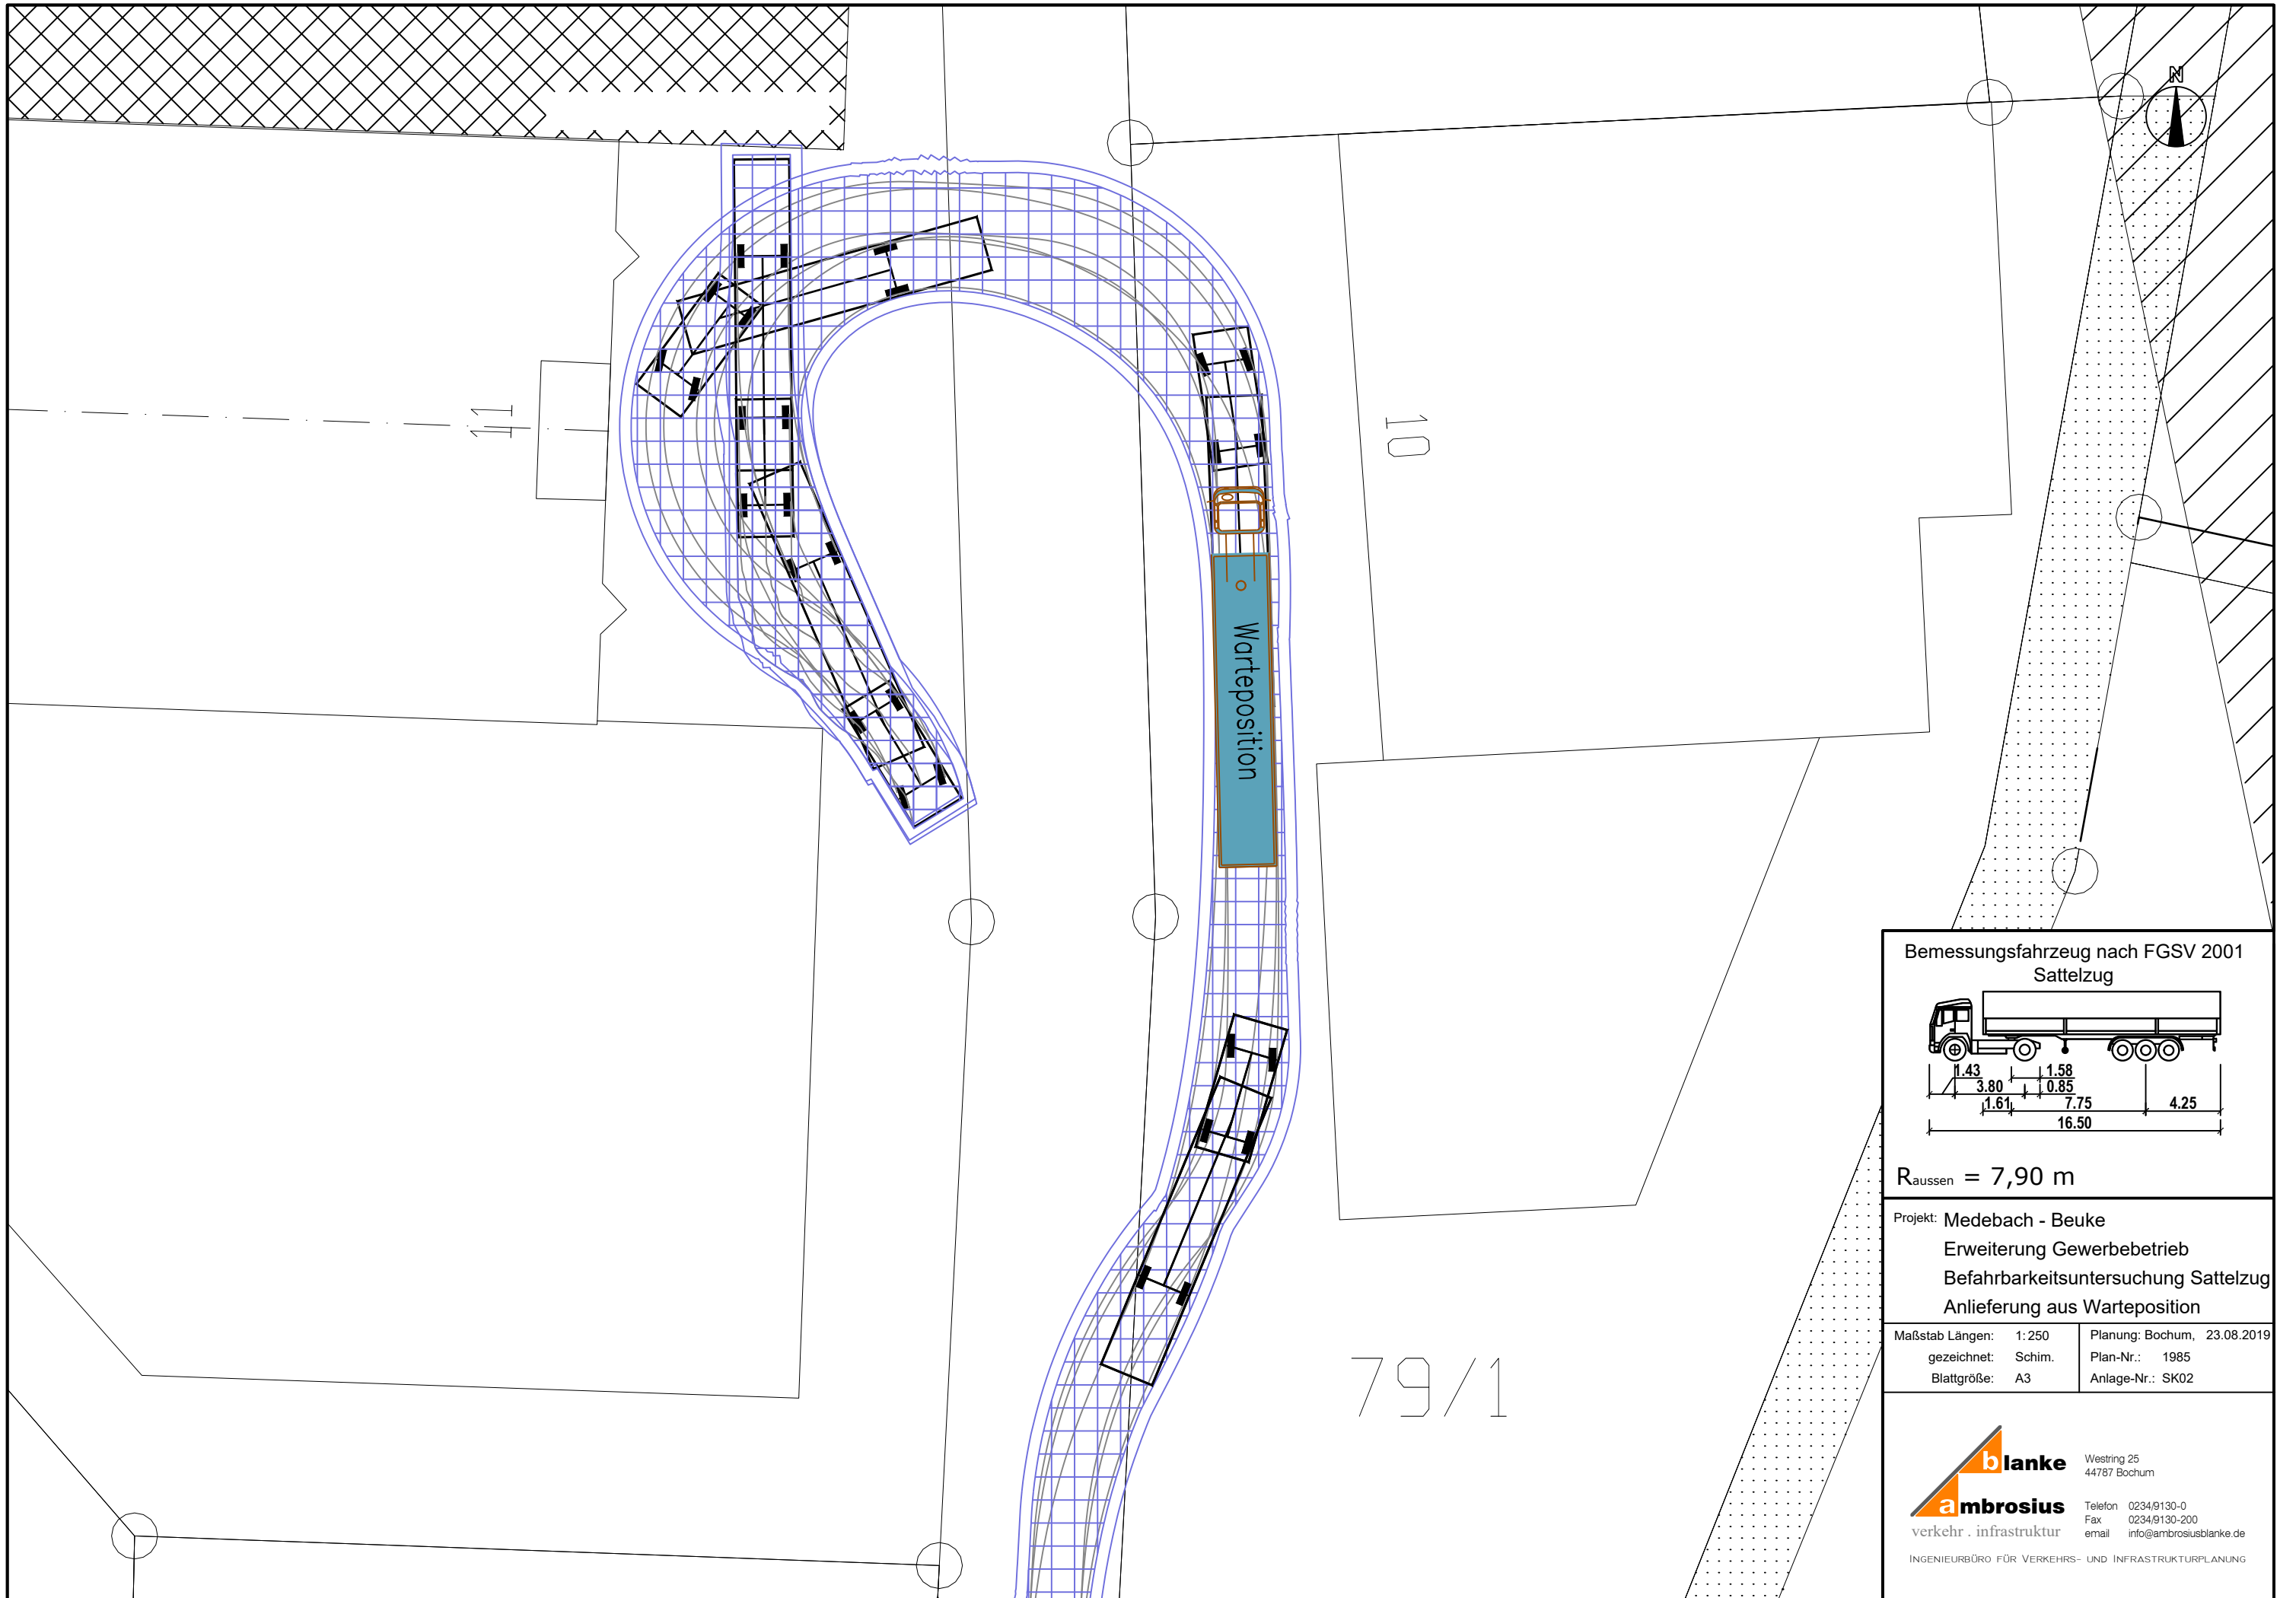 N
11
10
Warteposition
79/1
Bemessungsfahrzeug nach FGSV 2001
Sattelzug
1.43 1.58
3.80 0.85
1.61 7.75 4.25
16.50
Raussen = 7,90 m
Projekt: Medebach - Beuke
Erweiterung Gewerbebetrieb
Befahrbarkeitsuntersuchung Sattelzug
Anlieferung aus Warteposition
Maßstab Längen: 1:250 Planung: Bochum, 23.08.2019
gezeichnet: Schim. Plan-Nr.: 1985
Blattgröße: A3 Anlage-Nr.: SK02
blanke
ambrosius
verkehr . infrastruktur
Westring 25
44787 Bochum
Telefon 0234/9130-0
Fax 0234/9130-200
email info@ambrosiusblanke.de
INGENIEURBÜRO FÜR VERKEHRS- UND INFRASTRUKTURPLANUNG